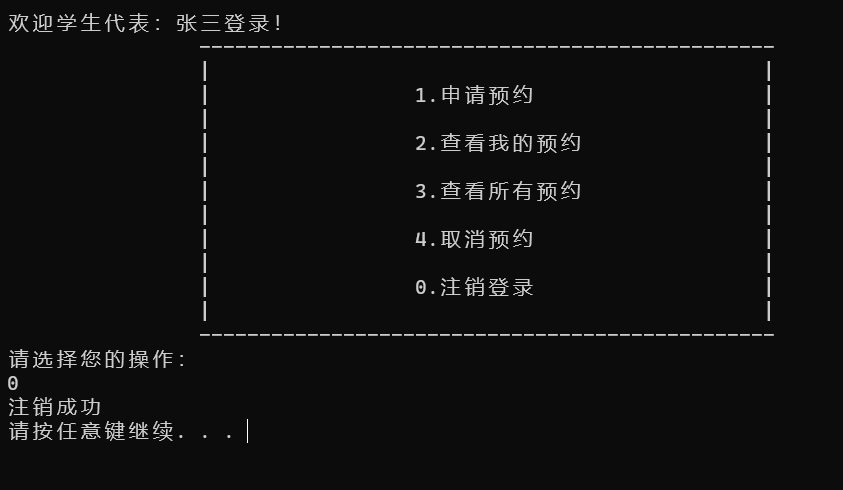 欢迎学生代表: 张三登录!
1.申请预约
2.查看我的预约
3.查看所有预约
4.取消预约
0.注销登录
请选择您的操作:
0
注销成功
请按任意键继续. . .